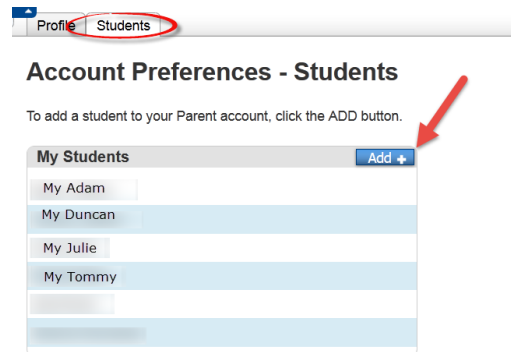 Profile Students
Account Preferences - Students
To add a student to your Parent account, click the ADD button.
My Students Add +
My Adam
My Duncan
My Julie
My Tommy